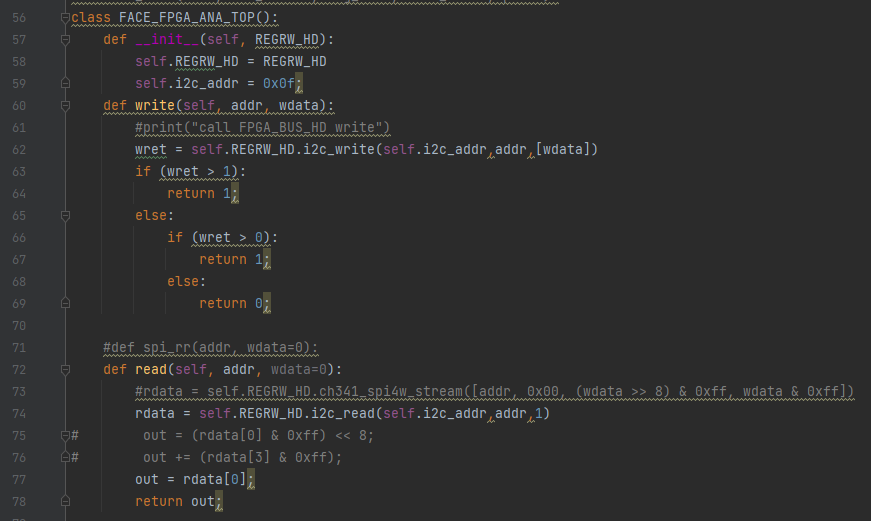 56 class FACE_FPGA_ANA_TOP():
57     def __init__(self, REGRW_HD):
58         self.REGRW_HD = REGRW_HD
59         self.i2c_addr = 0x0f;
60     def write(self, addr, wdata):
61         #print("call FPGA_BUS_HD write")
62         wret = self.REGRW_HD.i2c_write(self.i2c_addr,addr,[wdata])
63         if (wret > 1):
64             return 1;
65         else:
66             if (wret > 0):
67                 return 1;
68             else:
69                 return 0;
70
71     #def spi_rr(addr, wdata=0):
72     def read(self, addr, wdata=0):
73         #rdata = self.REGRW_HD.ch341_spi4w_stream([addr, 0x00, (wdata >> 8) & 0xff, wdata & 0xff])
74         rdata = self.REGRW_HD.i2c_read(self.i2c_addr,addr,1)
75 #        out = (rdata[0] & 0xff) << 8;
76 #        out += (rdata[3] & 0xff);
77         out = rdata[0];
78         return out;